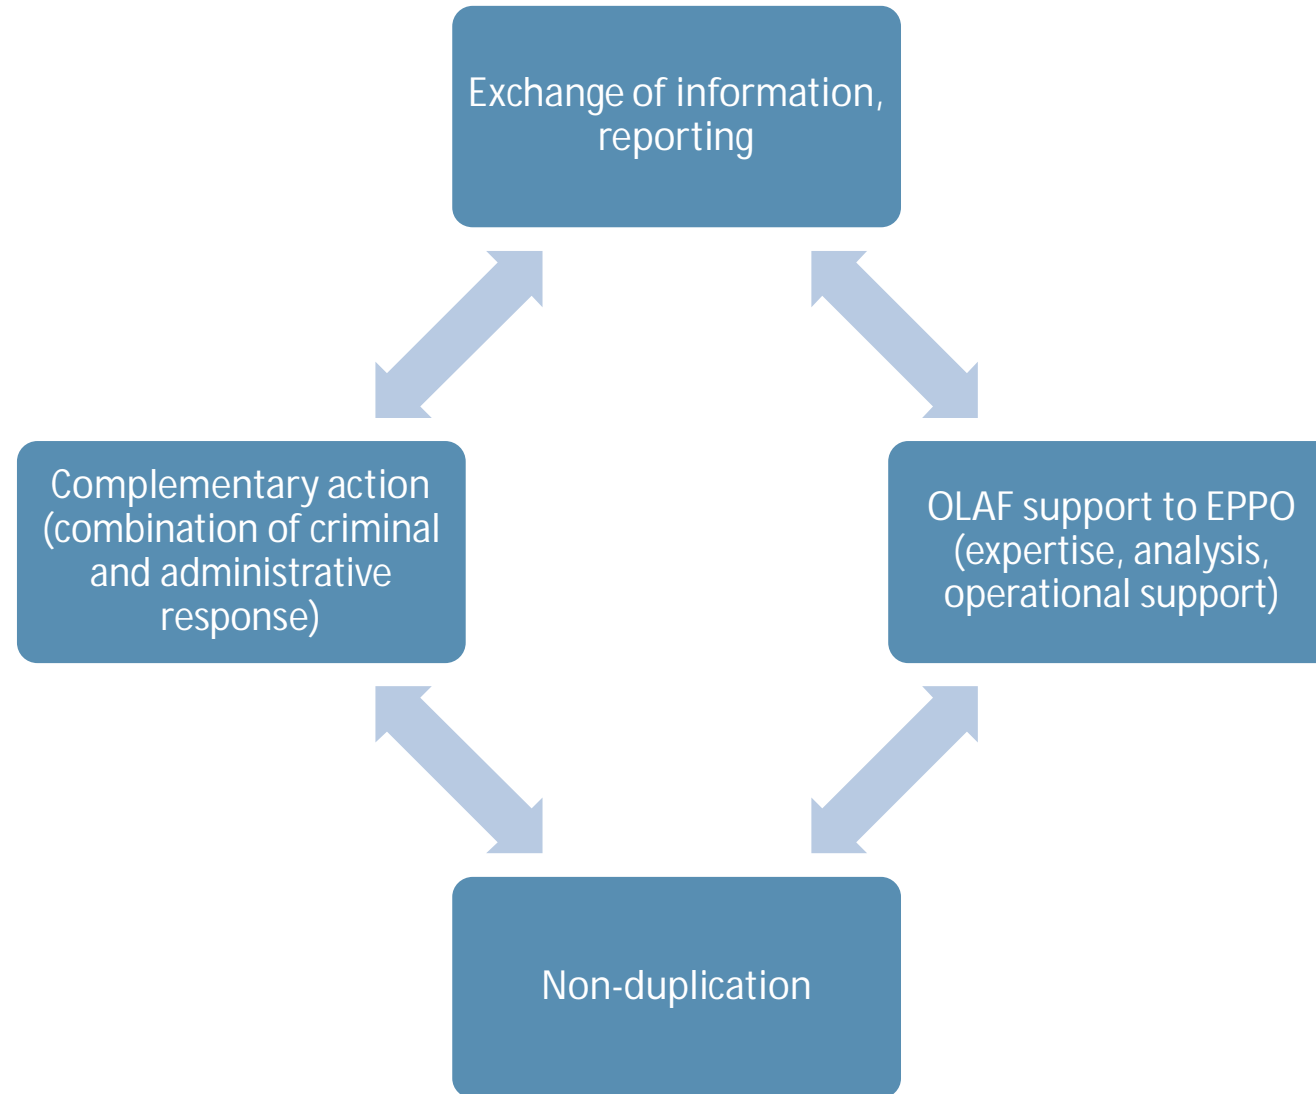 Exchange of information,
reporting
Complementary action
(combination of criminal
and administrative
response)
OLAF support to EPPO
(expertise, analysis,
operational support)
Non-duplication